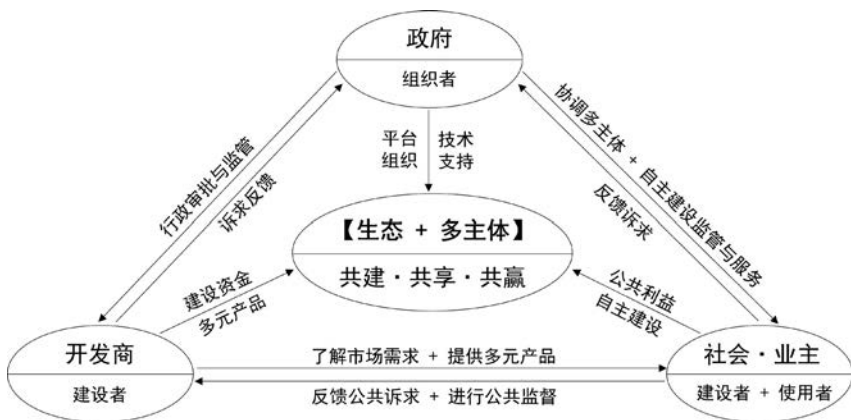 政府
组织者
协调多主体 + 自主建设监管与服务
反馈诉求
行政审批与监管
诉求反馈
平台 技术
组织 支持
【生态 + 多主体】
共建·共享·共赢
建设资金
多元产品
公共利益
自主建设
开发商
建设者
了解市场需求 + 提供多元产品
反馈公共诉求 + 进行公共监督
社会·业主
建设者 + 使用者